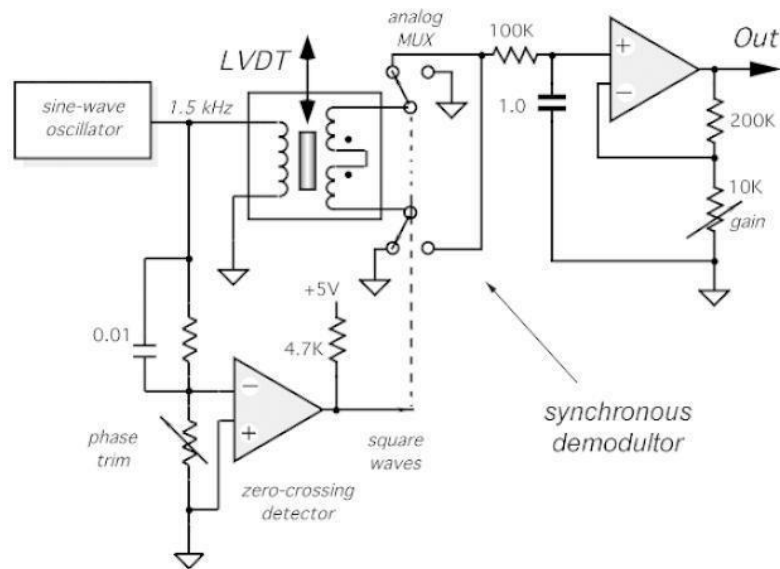 analog
MUX
100K
+
Out
LVDT
sine-wave
oscillator
1.5 kHz
−
1.0
200K
10K
gain
+5V
0.01
4.7K
−
+
phase
trim
square
waves
zero-crossing
detector
synchronous
demodultor